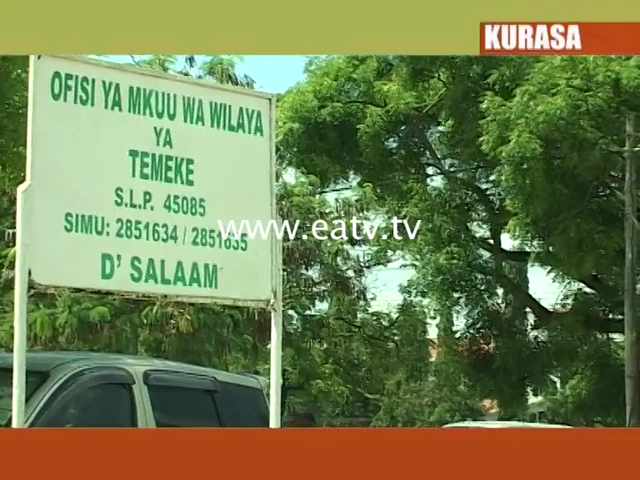 KURASA
OFISI YA MKUU WA WILAYA
YA
TEMEKE
S.L.P. 45085
SIMU: 2851634 / 2851635
D' SALAAM
www.eatv.tv